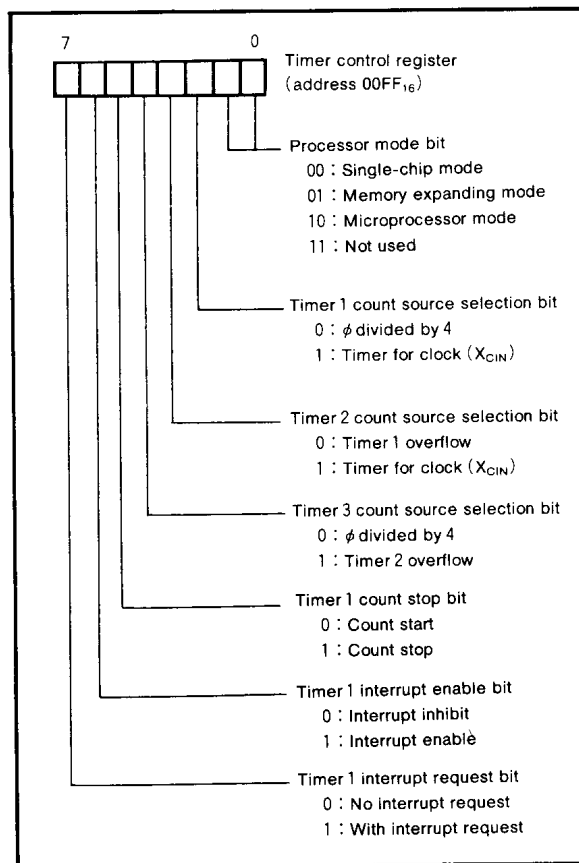 7 0
Timer control register
(address 00FF₁₆)
Processor mode bit
00 : Single-chip mode
01 : Memory expanding mode
10 : Microprocessor mode
11 : Not used
Timer 1 count source selection bit
0 : φ divided by 4
1 : Timer for clock (X_CIN)
Timer 2 count source selection bit
0 : Timer 1 overflow
1 : Timer for clock (X_CIN)
Timer 3 count source selection bit
0 : φ divided by 4
1 : Timer 2 overflow
Timer 1 count stop bit
0 : Count start
1 : Count stop
Timer 1 interrupt enable bit
0 : Interrupt inhibit
1 : Interrupt enable
Timer 1 interrupt request bit
0 : No interrupt request
1 : With interrupt request